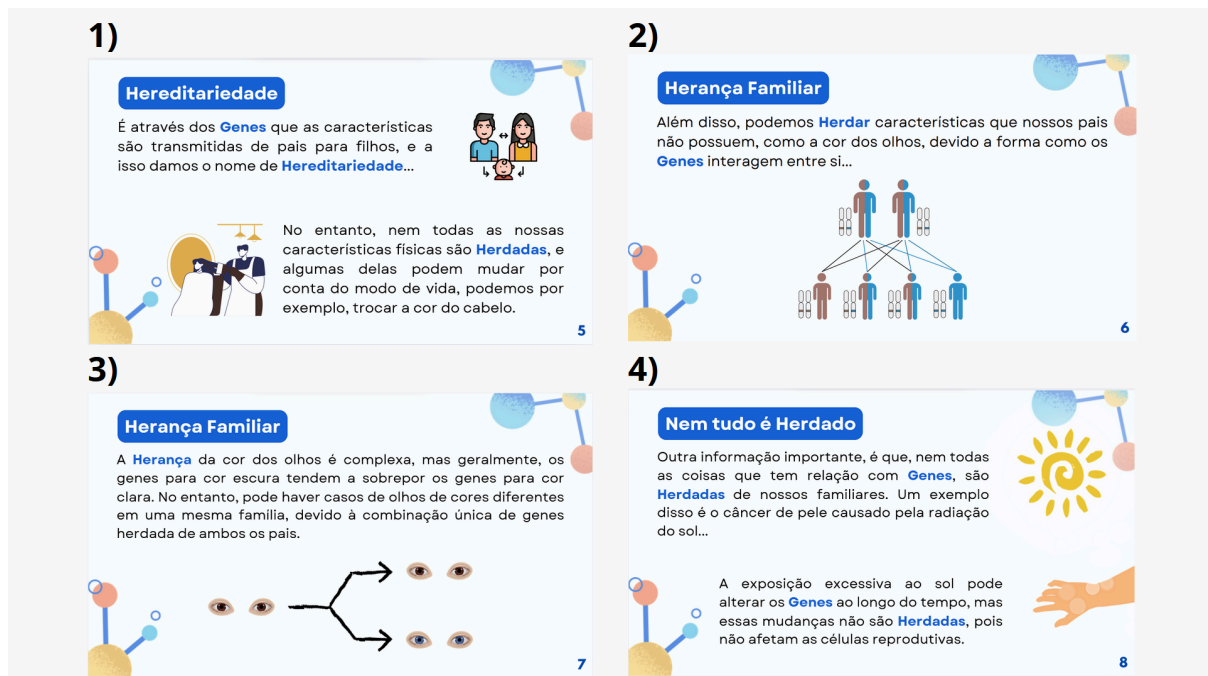 1)
Hereditariedade
É através dos Genes que as características
são transmitidas de pais para filhos, e a
isso damos o nome de Hereditariedade...
No entanto, nem todas as nossas
características físicas são Herdadas, e
algumas delas podem mudar por
conta do modo de vida, podemos por
exemplo, trocar a cor do cabelo.
5
2)
Herança Familiar
Além disso, podemos Herdar características que nossos pais
não possuem, como a cor dos olhos, devido a forma como os
Genes interagem entre si...
6
3)
Herança Familiar
A Herança da cor dos olhos é complexa, mas geralmente, os
genes para cor escura tendem a sobrepor os genes para cor
clara. No entanto, pode haver casos de olhos de cores diferentes
em uma mesma família, devido à combinação única de genes
herdada de ambos os pais.
7
4)
Nem tudo é Herdado
Outra informação importante, é que, nem todas
as coisas que tem relação com Genes, são
Herdadas de nossos familiares. Um exemplo
disso é o câncer de pele causado pela radiação
do sol...
A exposição excessiva ao sol pode
alterar os Genes ao longo do tempo, mas
essas mudanças não são Herdadas, pois
não afetam as células reprodutivas.
8